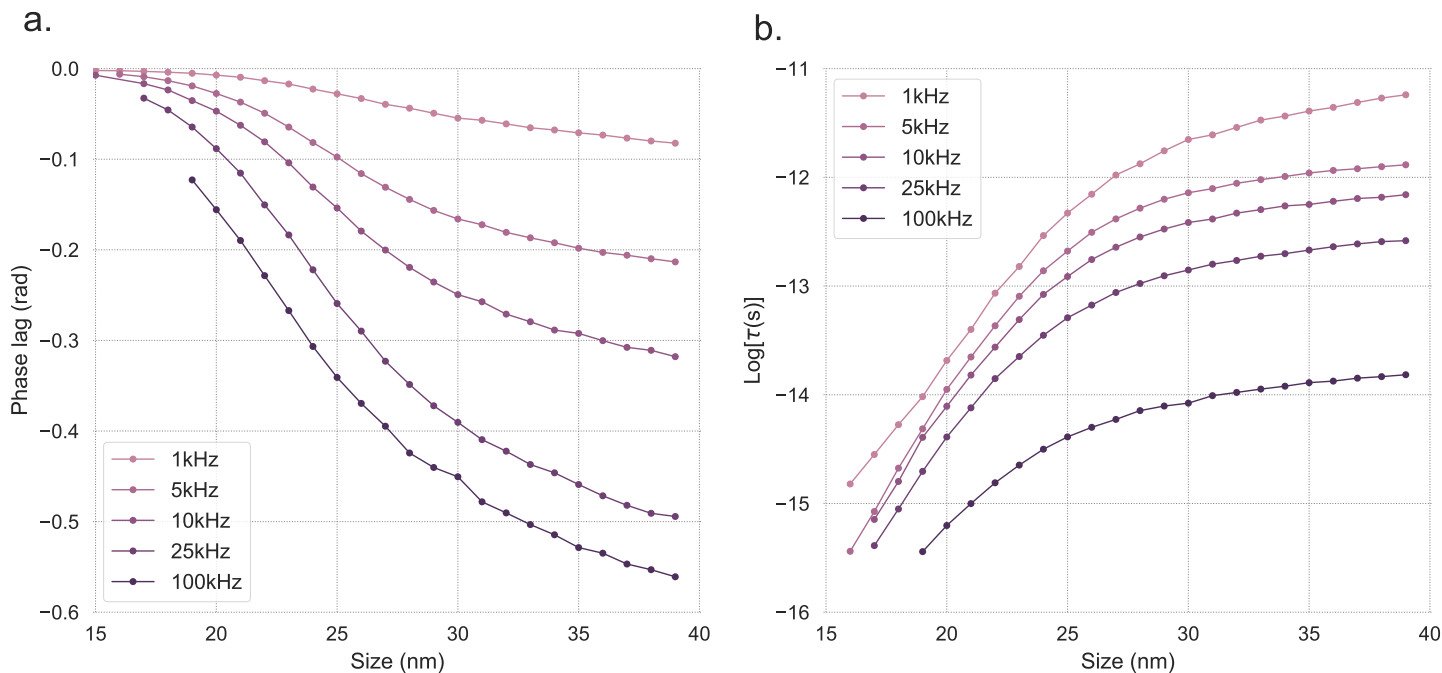 a.
0.0
−0.1
−0.2
−0.3
−0.4
−0.5
−0.6
Phase lag (rad)
1kHz
5kHz
10kHz
25kHz
100kHz
15 20 25 30 35 40
Size (nm)
b.
−11
−12
−13
−14
−15
−16
Log[τ(s)]
1kHz
5kHz
10kHz
25kHz
100kHz
15 20 25 30 35 40
Size (nm)